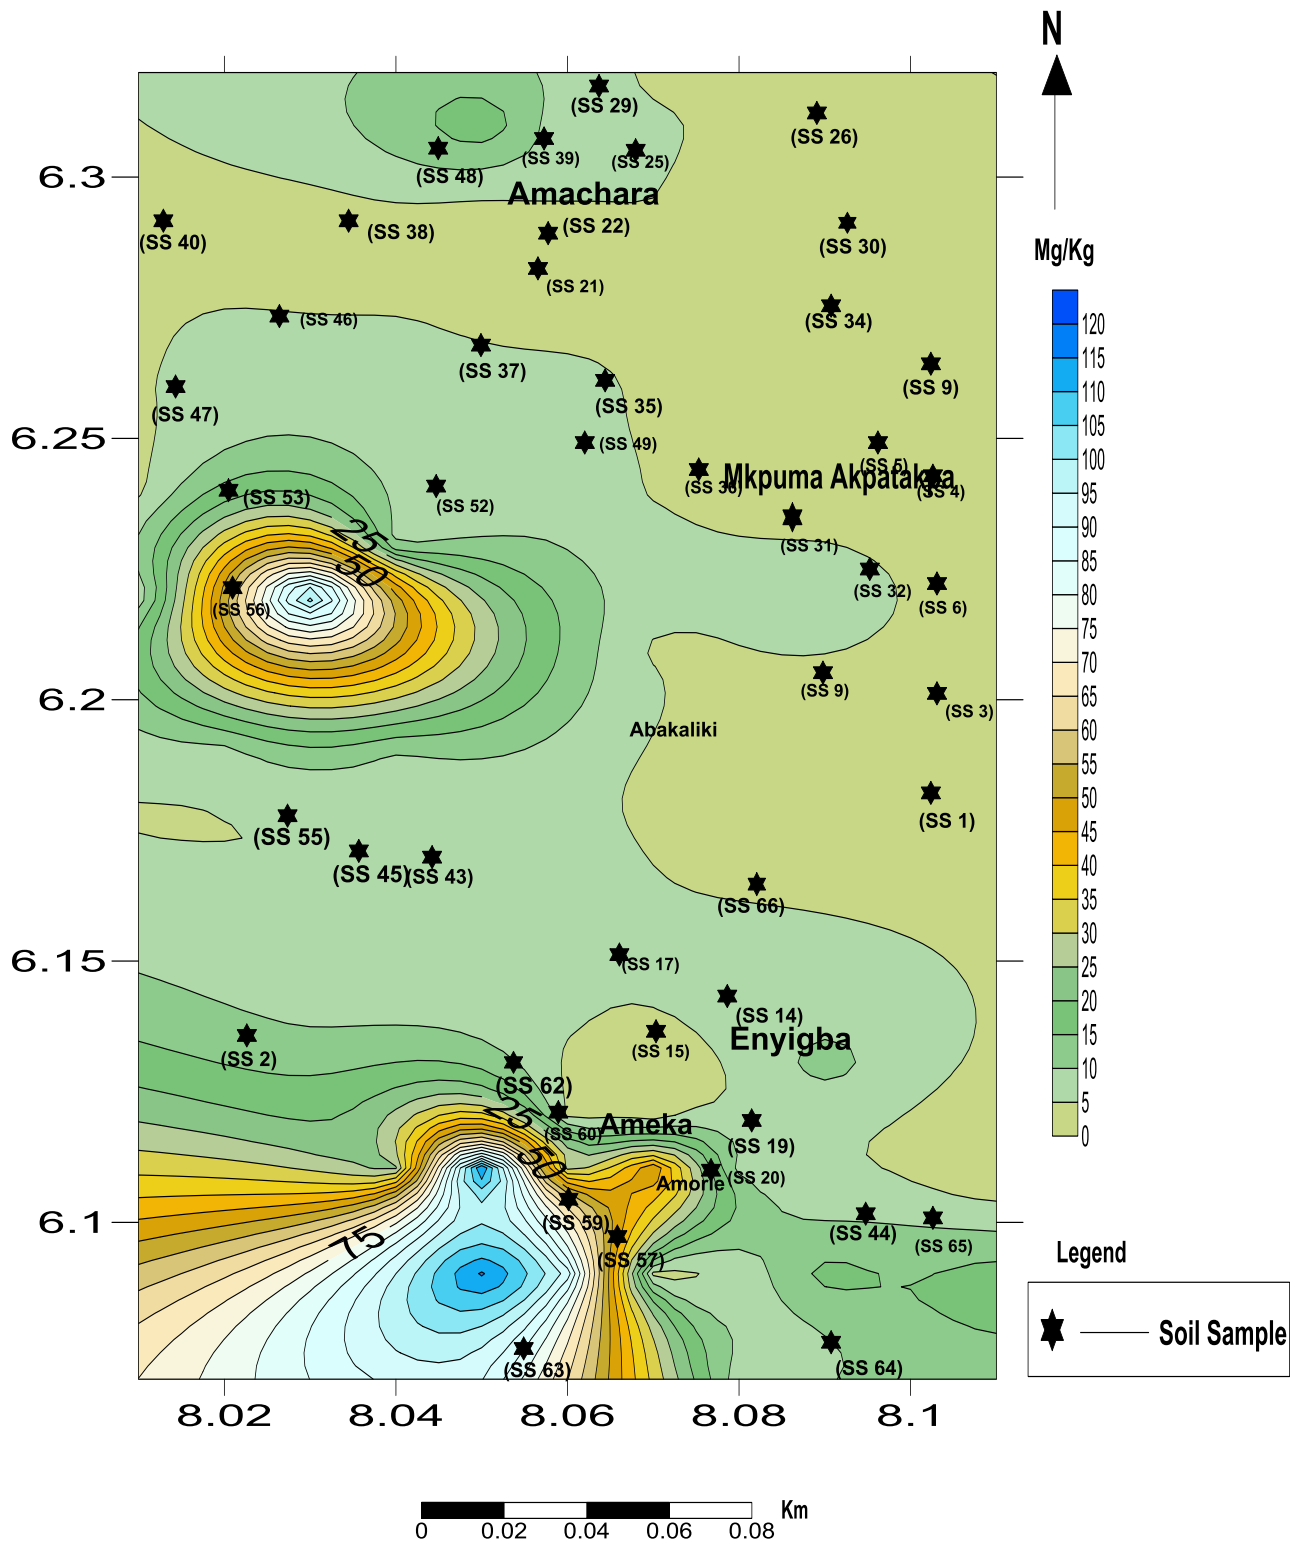 N
(SS 29)
(SS 26)
(SS 39)
(SS 25)
(SS 48)
6.3
Amachara
(SS 22)
(SS 40)
(SS 38)
(SS 30)
Mg/Kg
(SS 21)
(SS 46)
(SS 34)
120
115
(SS 37)
(SS 9)
110
(SS 47)
(SS 35)
105
6.25
(SS 49)
100
(SS 5)
Mkpuma Akpatakpa
(SS 4)
95
(SS 53)
(SS 52)
90
25
(SS 31)
85
50
(SS 32)
80
(SS 56)
(SS 6)
75
70
(SS 9)
65
6.2
(SS 3)
Abakaliki
60
55
50
(SS 1)
45
(SS 55)
(SS 45)
(SS 43)
40
(SS 66)
35
6.15
(SS 17)
30
25
20
(SS 14)
15
Enyigba
(SS 2)
(SS 15)
10
(SS 62)
5
25
Ameka
(SS 60)
0
(SS 19)
50
Amorie
(SS 20)
6.1
(SS 59)
(SS 44)
(SS 65)
75
(SS 57)
Legend
Soil Sample
(SS 63)
(SS 64)
8.02
8.04
8.06
8.08
8.1
Km
0
0.02
0.04
0.06
0.08